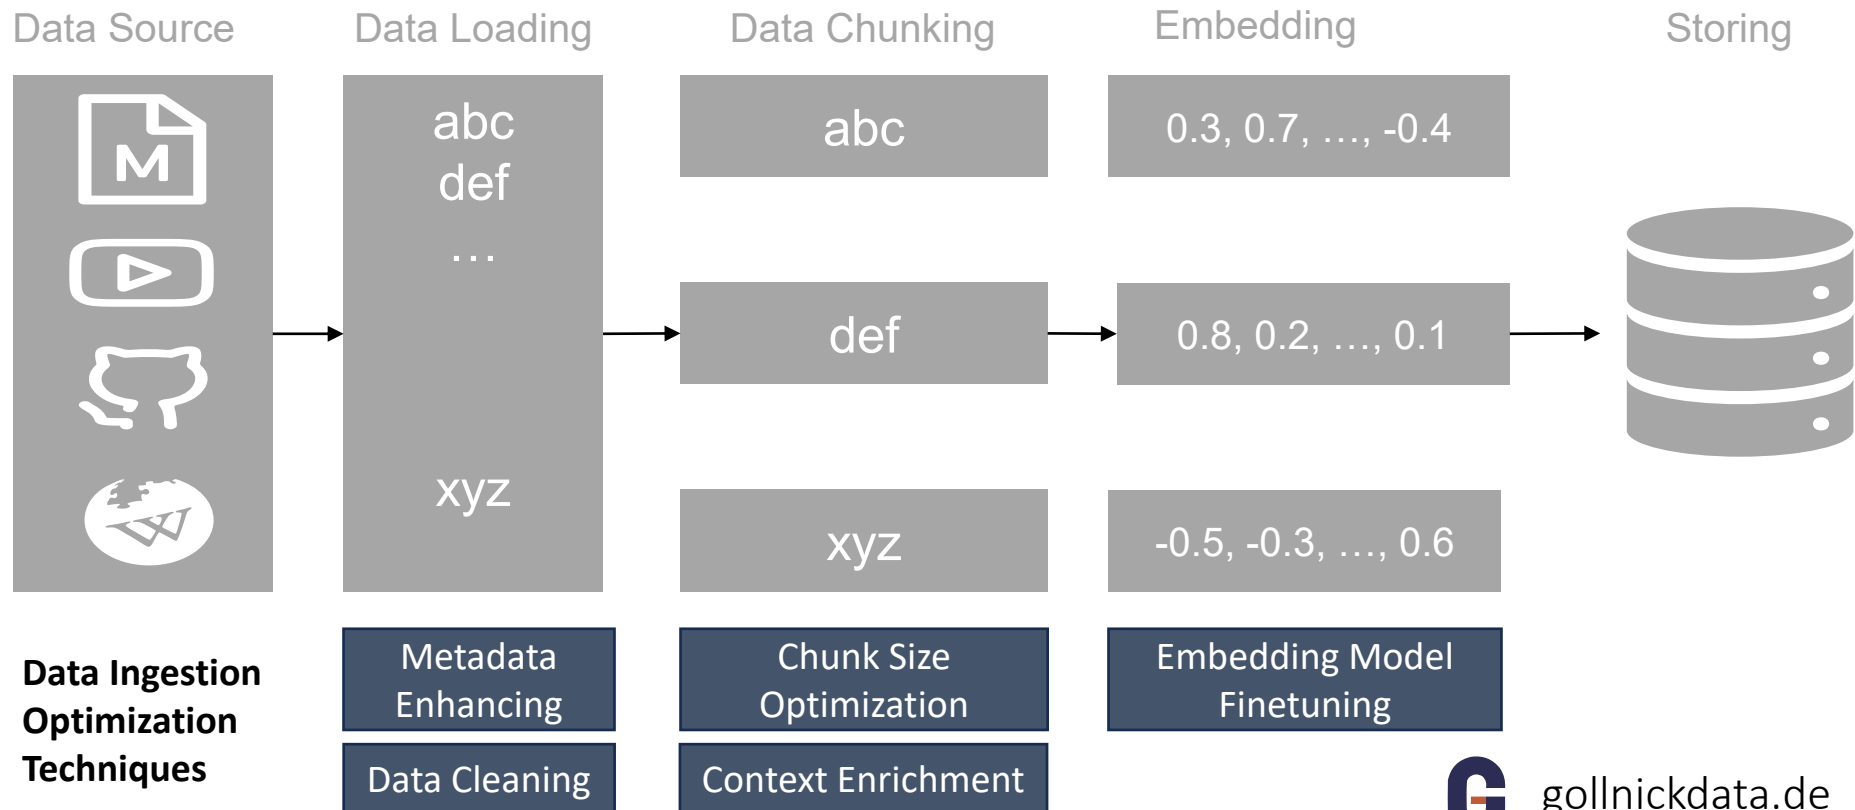 Data Source
Data Loading
Data Chunking
Embedding
Storing
M
W
abc
def
…
xyz
abc
def
xyz
0.3, 0.7, …, -0.4
0.8, 0.2, …, 0.1
-0.5, -0.3, …, 0.6
Data Ingestion
Optimization
Techniques
Metadata
Enhancing
Data Cleaning
Chunk Size
Optimization
Context Enrichment
Embedding Model
Finetuning
gollnickdata.de